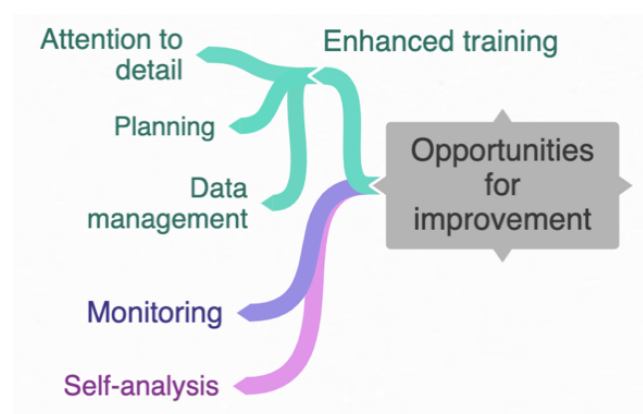 Attention to
detail
Enhanced training
Planning
Data
management
Opportunities
for
improvement
Monitoring
Self-analysis